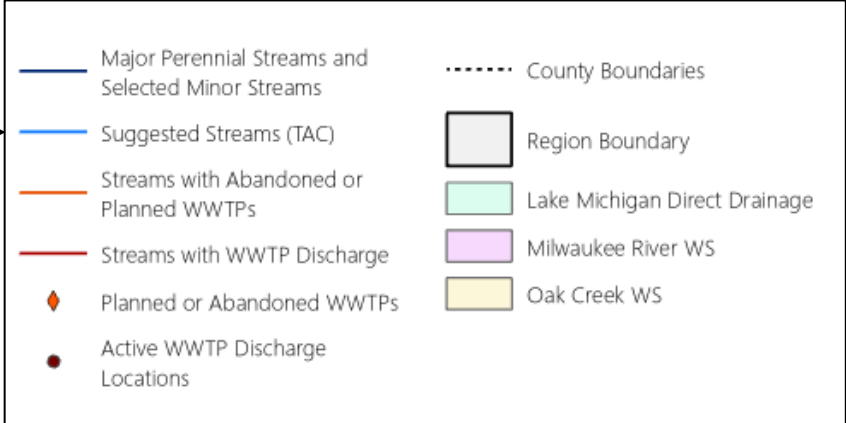 Major Perennial Streams and
Selected Minor Streams
Suggested Streams (TAC)
Streams with Abandoned or
Planned WWTPs
Streams with WWTP Discharge
Planned or Abandoned WWTPs
Active WWTP Discharge
Locations
County Boundaries
Region Boundary
Lake Michigan Direct Drainage
Milwaukee River WS
Oak Creek WS